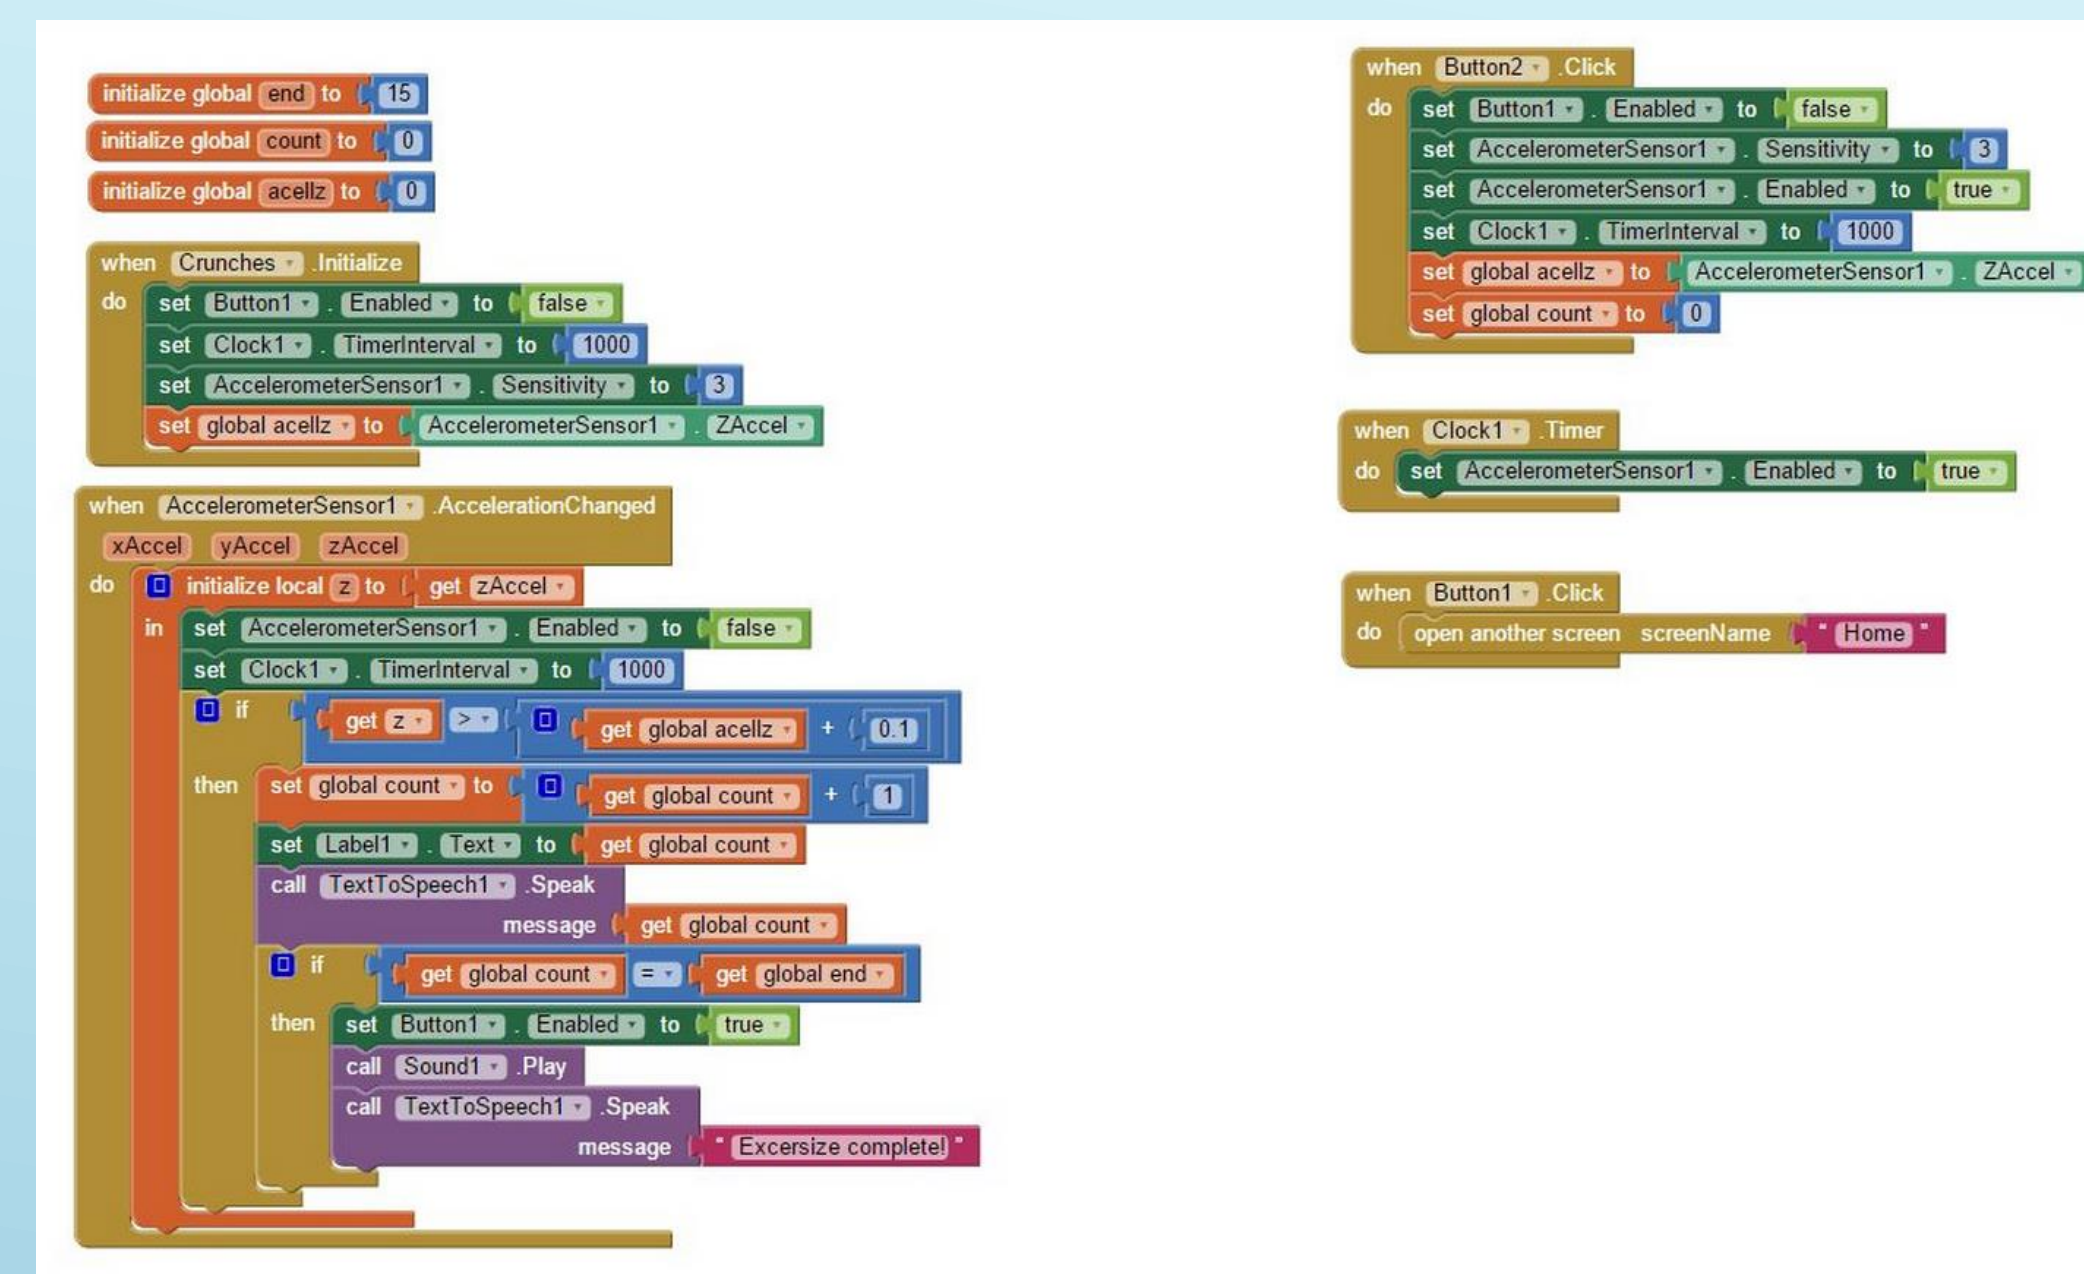 initialize global end to 15
initialize global count to 0
initialize global acellz to 0
when Crunches .Initialize
do set Button1 . Enabled to false
set Clock1 . TimerInterval to 1000
set AccelerometerSensor1 . Sensitivity to 3
set global acellz to AccelerometerSensor1 . ZAccel
when AccelerometerSensor1 .AccelerationChanged
xAccel yAccel zAccel
do initialize local z to get zAccel
in set AccelerometerSensor1 . Enabled to false
set Clock1 . TimerInterval to 1000
if get z > get global acellz + 0.1
then set global count to get global count + 1
set Label1 . Text to get global count
call TextToSpeech1 .Speak
message get global count
if get global count = get global end
then set Button1 . Enabled to true
call Sound1 .Play
call TextToSpeech1 .Speak
message " Excersize complete! "
when Button2 .Click
do set Button1 . Enabled to false
set AccelerometerSensor1 . Sensitivity to 3
set AccelerometerSensor1 . Enabled to true
set Clock1 . TimerInterval to 1000
set global acellz to AccelerometerSensor1 . ZAccel
set global count to 0
when Clock1 .Timer
do set AccelerometerSensor1 . Enabled to true
when Button1 .Click
do open another screen screenName " Home "